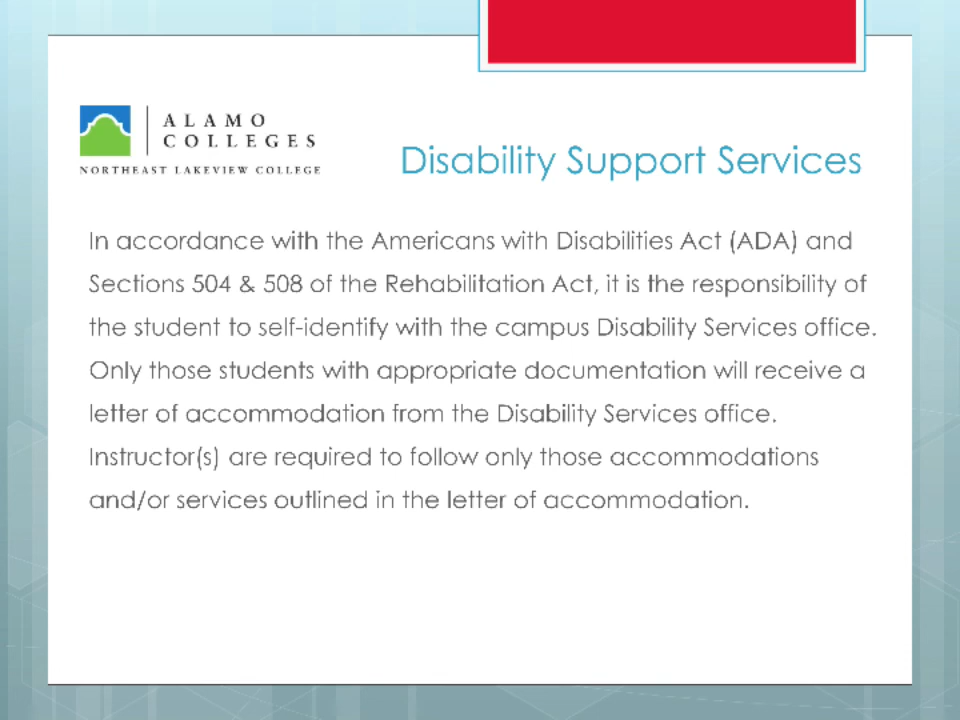 ALAMO
COLLEGES
NORTHEAST LAKEVIEW COLLEGE
Disability Support Services
In accordance with the Americans with Disabilities Act (ADA) and
Sections 504 & 508 of the Rehabilitation Act, it is the responsibility of
the student to self-identify with the campus Disability Services office.
Only those students with appropriate documentation will receive a
letter of accommodation from the Disability Services office.
Instructor(s) are required to follow only those accommodations
and/or services outlined in the letter of accommodation.